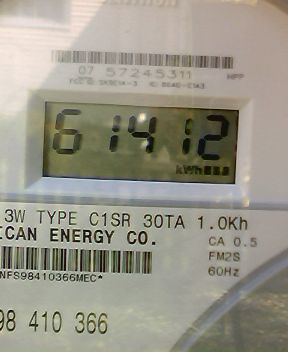 07 57245311 MPP
61412
kWh
3W TYPE C1SR 30TA 1.0Kh
ICAN ENERGY CO.
CA 0.5
FM2S
60Hz
NFS98410366MEC*
98 410 366